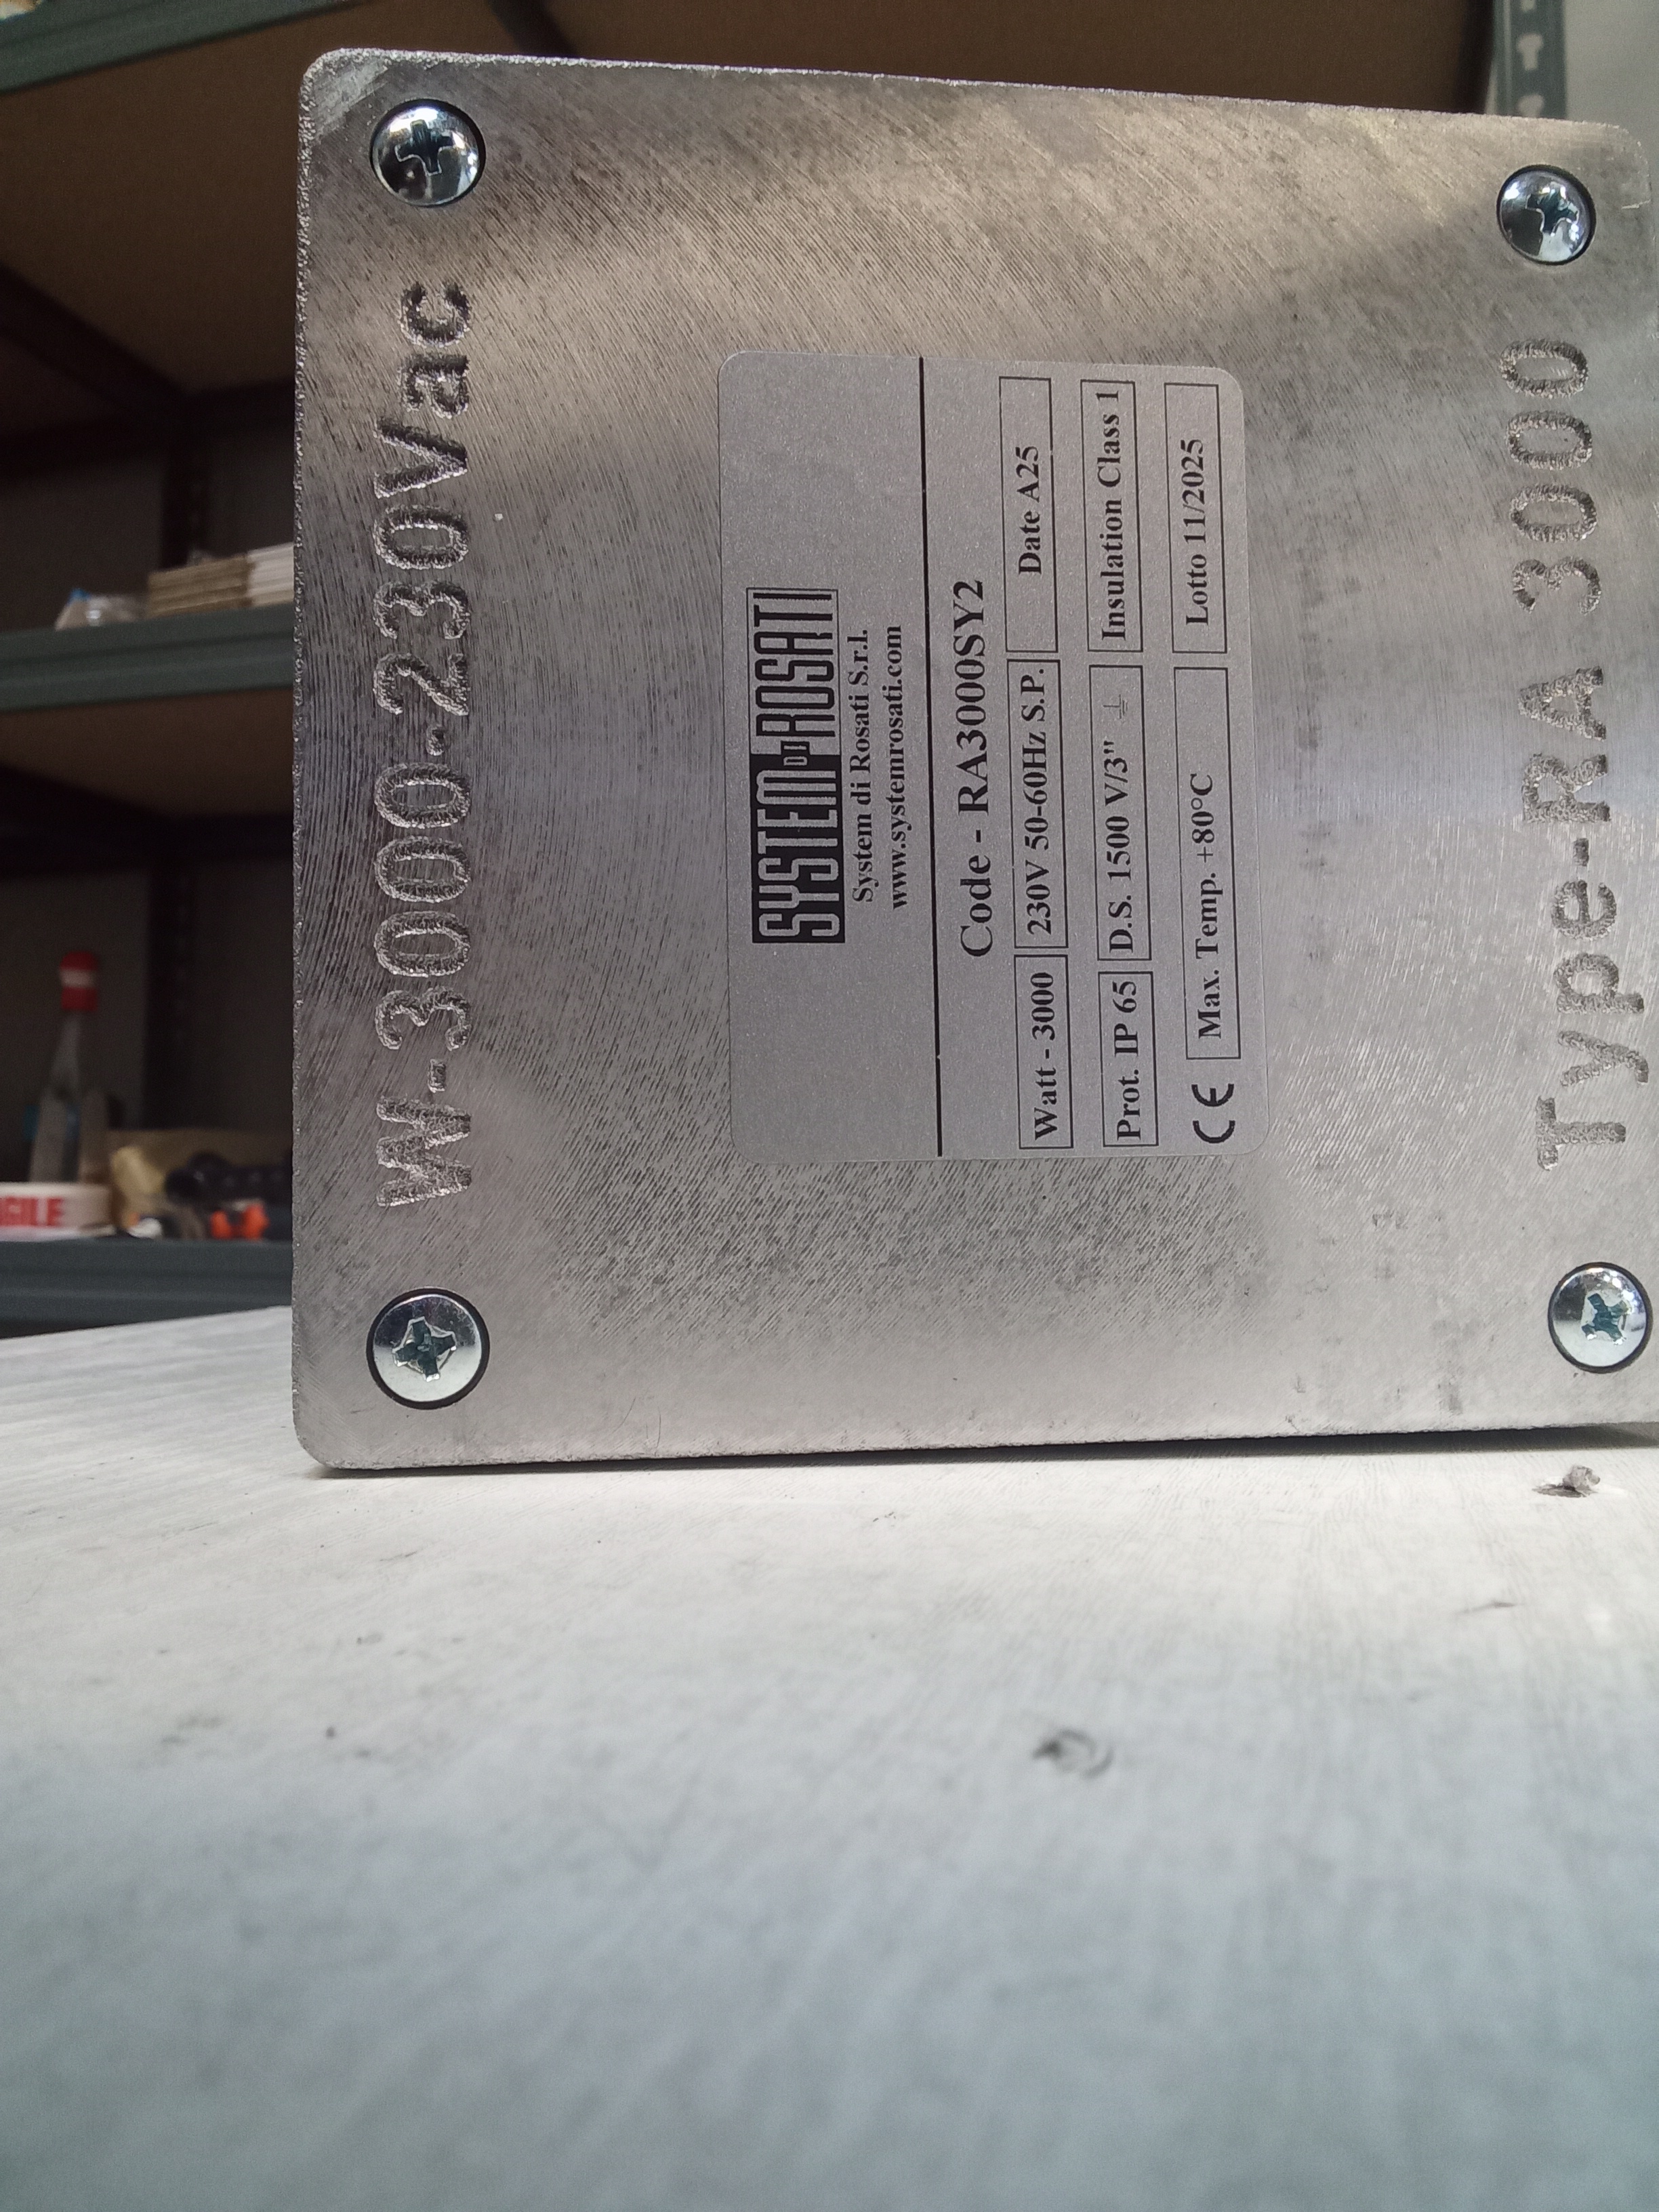 W-3000-230Vac
SYSTEM DI ROSATI
System di Rosati S.r.l.
www.systemrosati.com
Code - RA3000SY2
Watt - 3000 230V 50-60Hz S.P. Date A25
Prot. IP 65 D.S. 1500 V/3" Insulation Class 1
CE Max. Temp. +80°C Lotto 11/2025
Type-RA 3000
GILE